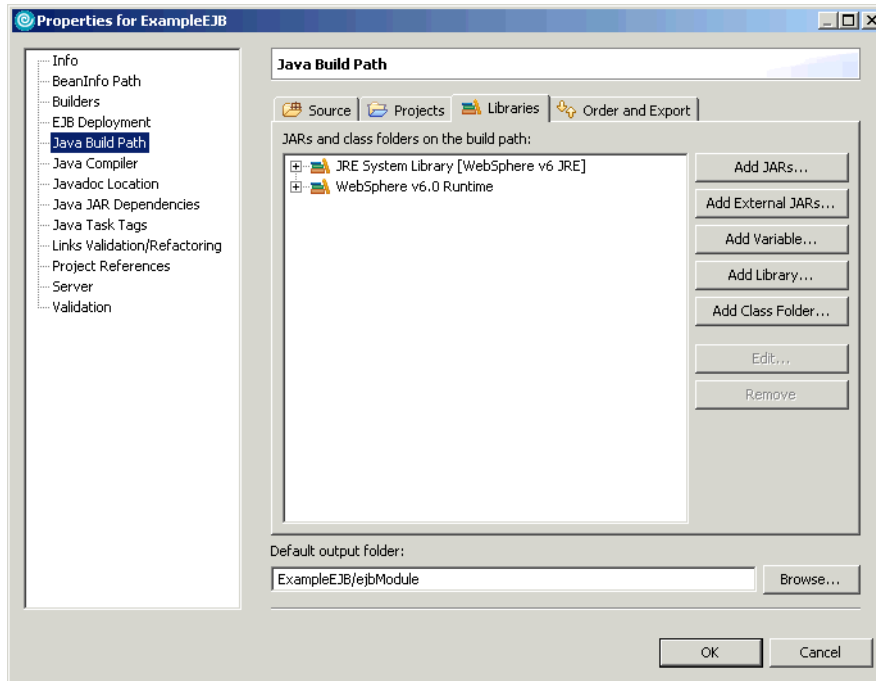 Properties for ExampleEJB
Info
BeanInfo Path
Builders
EJB Deployment
Java Build Path
Java Compiler
Javadoc Location
Java JAR Dependencies
Java Task Tags
Links Validation/Refactoring
Project References
Server
Validation
Java Build Path
Source Projects Libraries Order and Export
JARs and class folders on the build path:
JRE System Library [WebSphere v6 JRE]
WebSphere v6.0 Runtime
Add JARs...
Add External JARs...
Add Variable...
Add Library...
Add Class Folder...
Edit...
Remove
Default output folder:
ExampleEJB/ejbModule
Browse...
OK Cancel